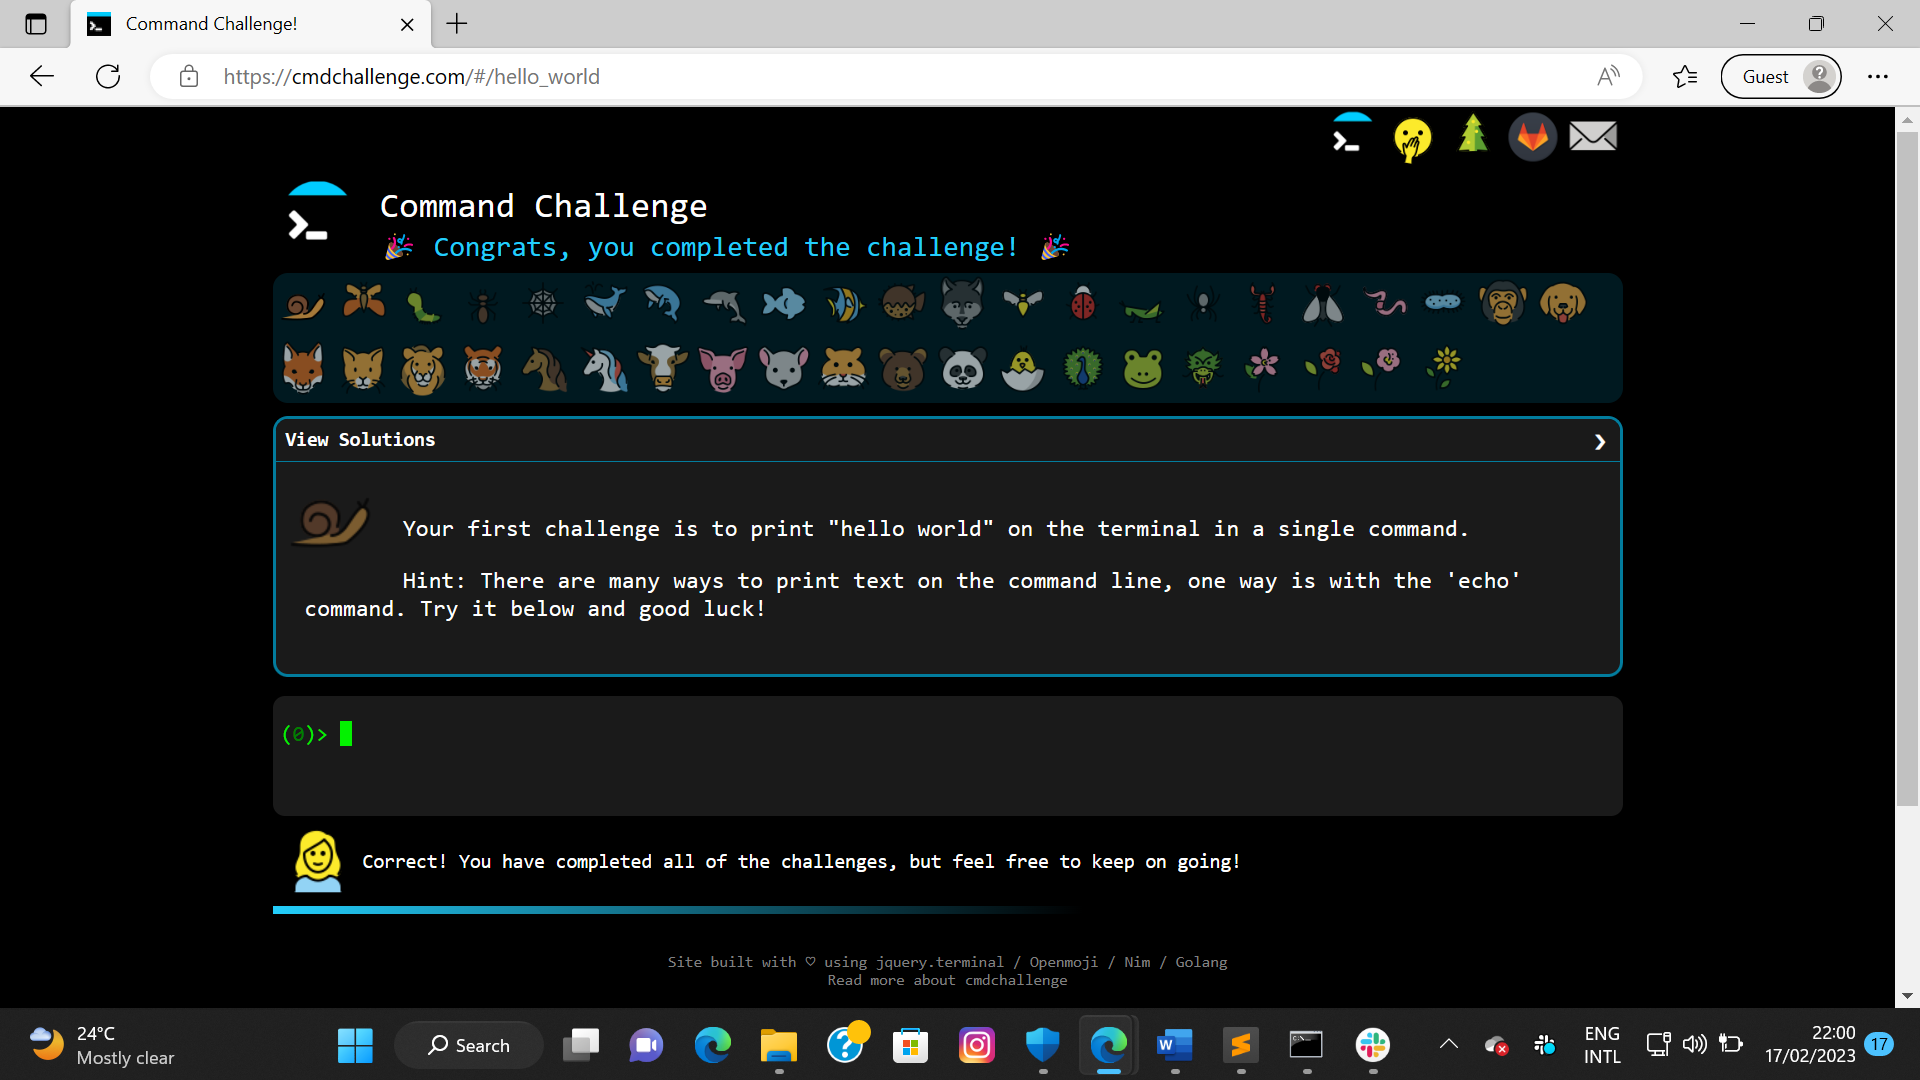 Command Challenge!
https://cmdchallenge.com/#/hello_world
Guest
Command Challenge
Congrats, you completed the challenge!
View Solutions
Your first challenge is to print "hello world" on the terminal in a single command.
Hint: There are many ways to print text on the command line, one way is with the 'echo'
command. Try it below and good luck!
(0)>
Correct! You have completed all of the challenges, but feel free to keep on going!
Site built with ♡ using jquery.terminal / Openmoji / Nim / Golang
Read more about cmdchallenge
24°C
Mostly clear
Search
ENG
INTL
22:00
17/02/2023
17